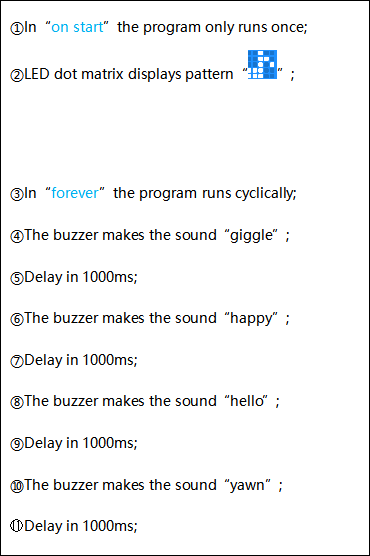 ①In “on start” the program only runs once;
②LED dot matrix displays pattern “ ” ;
③In “forever” the program runs cyclically;
④The buzzer makes the sound “giggle” ;
⑤Delay in 1000ms;
⑥The buzzer makes the sound “happy” ;
⑦Delay in 1000ms;
⑧The buzzer makes the sound “hello” ;
⑨Delay in 1000ms;
⑩The buzzer makes the sound “yawn” ;
⑪Delay in 1000ms;